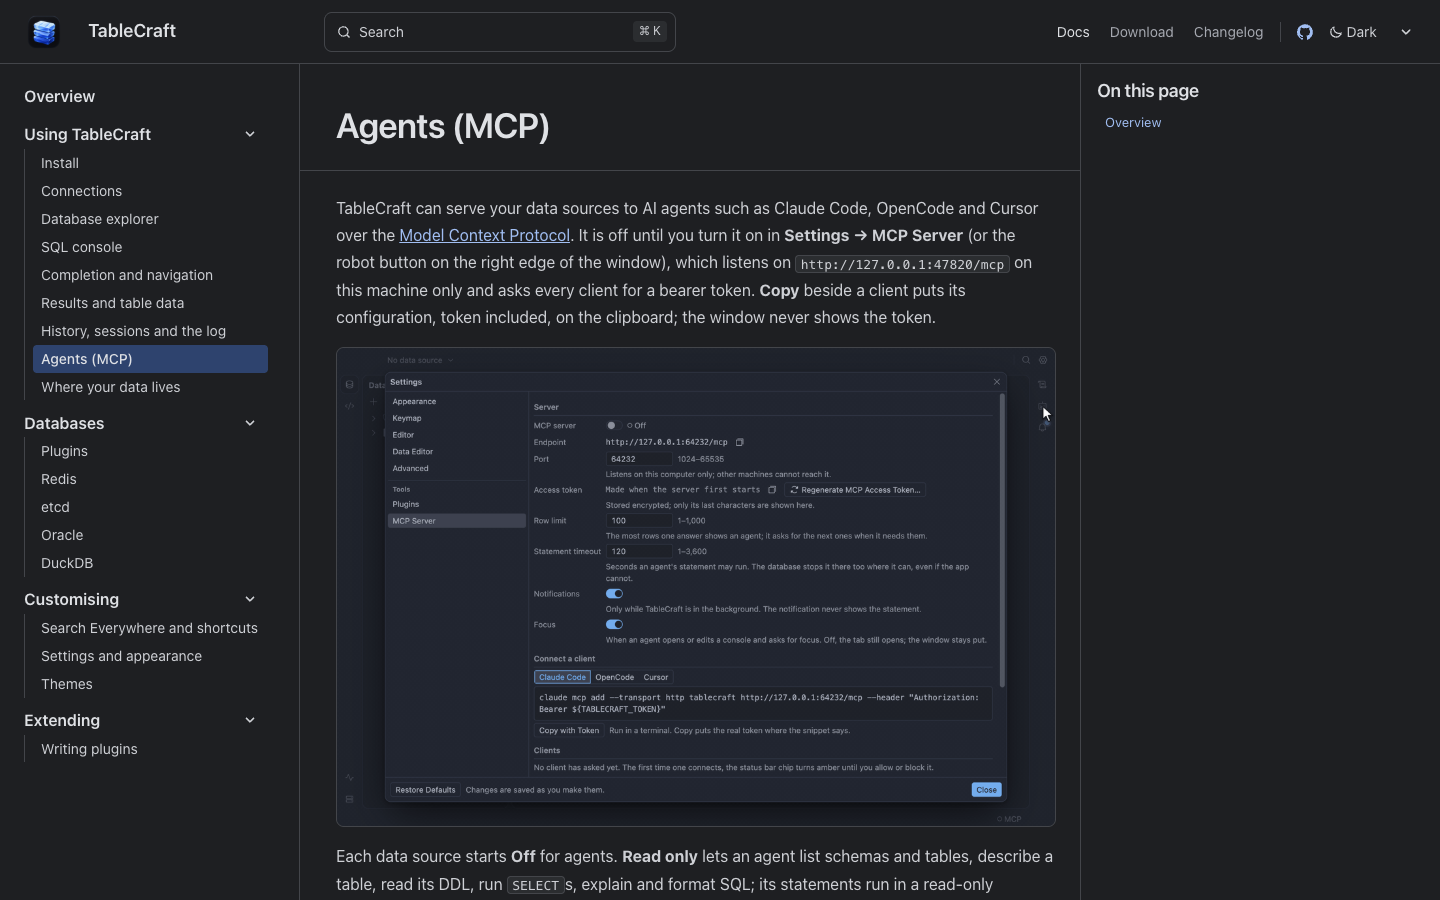 TableCraft
Search
⌘ K
Docs
Download
Changelog
Dark
Overview
Using TableCraft
Install
Connections
Database explorer
SQL console
Completion and navigation
Results and table data
History, sessions and the log
Agents (MCP)
Where your data lives
Databases
Plugins
Redis
etcd
Oracle
DuckDB
Customising
Search Everywhere and shortcuts
Settings and appearance
Themes
Extending
Writing plugins
Agents (MCP)
TableCraft can serve your data sources to AI agents such as Claude Code, OpenCode and Cursor
over the Model Context Protocol. It is off until you turn it on in Settings → MCP Server (or the
robot button on the right edge of the window), which listens on http://127.0.0.1:47820/mcp on
this machine only and asks every client for a bearer token. Copy beside a client puts its
configuration, token included, on the clipboard; the window never shows the token.
No data source
Data
Settings
Appearance
Keymap
Editor
Data Editor
Advanced
Tools
Plugins
MCP Server
Server
MCP server
Off
Endpoint
http://127.0.0.1:64232/mcp
Port
64232
1024–65535
Listens on this computer only; other machines cannot reach it.
Access token
Made when the server first starts
Regenerate MCP Access Token...
Stored encrypted; only its last characters are shown here.
Row limit
100
1–1,000
The most rows one answer shows an agent; it asks for the next ones when it needs them.
Statement timeout
120
1–3,600
Seconds an agent's statement may run. The database stops it there too where it can, even if the app
cannot.
Notifications
Only while TableCraft is in the background. The notification never shows the statement.
Focus
When an agent opens or edits a console and asks for focus. Off, the tab still opens; the window stays put.
Connect a client
Claude Code
OpenCode
Cursor
claude mcp add --transport http tablecraft http://127.0.0.1:64232/mcp --header "Authorization:
Bearer ${TABLECRAFT_TOKEN}"
Copy with Token
Run in a terminal. Copy puts the real token where the snippet says.
Clients
No client has asked yet. The first time one connects, the status bar chip turns amber until you allow or block it.
Restore Defaults
Changes are saved as you make them.
Close
MCP
Each data source starts Off for agents. Read only lets an agent list schemas and tables, describe a
table, read its DDL, run SELECTs, explain and format SQL; its statements run in a read-only
On this page
Overview